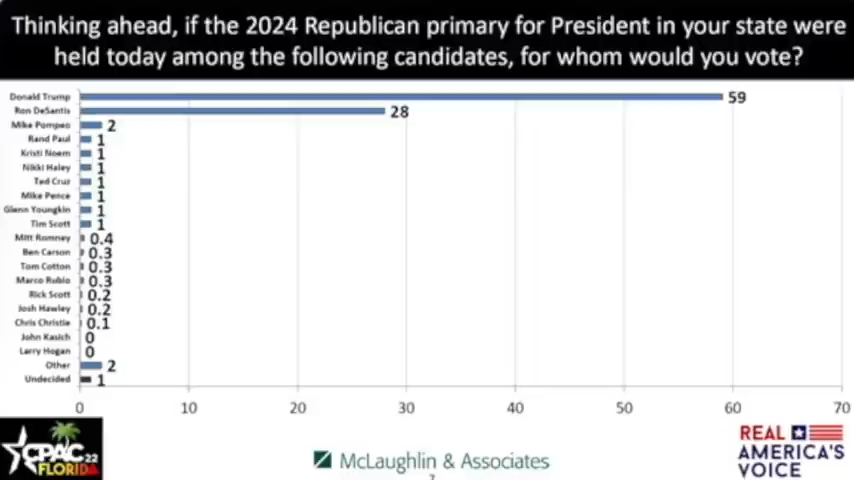 Thinking ahead, if the 2024 Republican primary for President in your state were
held today among the following candidates, for whom would you vote?
Donald Trump 59
Ron DeSantis 28
Mike Pompeo 2
Rand Paul 1
Kristi Noem 1
Nikki Haley 1
Ted Cruz 1
Mike Pence 1
Glenn Youngkin 1
Tim Scott 1
Mitt Romney 0.4
Ben Carson 0.3
Tom Cotton 0.3
Marco Rubio 0.3
Rick Scott 0.2
Josh Hawley 0.2
Chris Christie 0.1
John Kasich 0
Larry Hogan 0
Other 2
Undecided 1
0 10 20 30 40 50 60 70
CPAC 22
FLORIDA
McLaughlin & Associates
7
REAL
AMERICA'S
VOICE